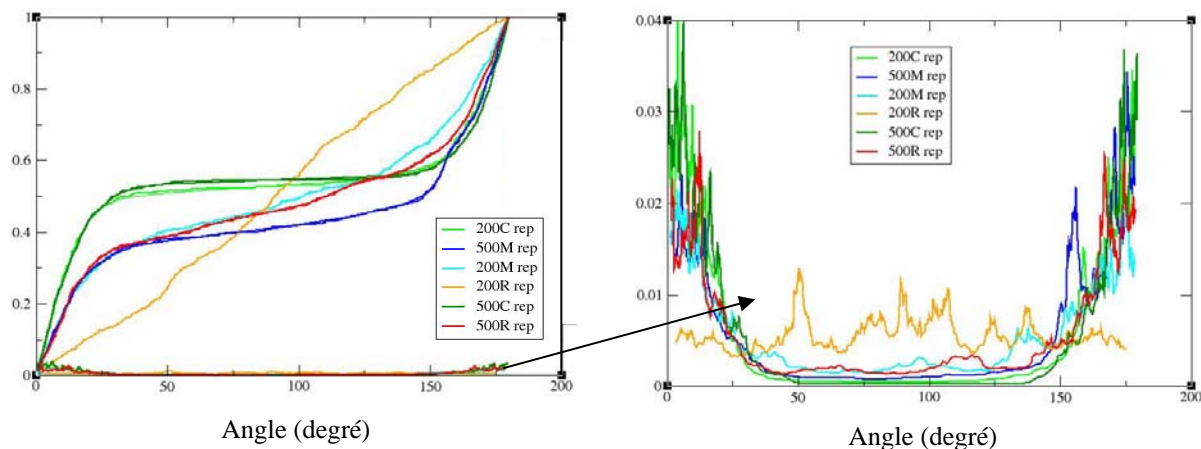 1
0.8
0.6
0.4
0.2
0
0
50
100
150
200
200C rep
500M rep
200M rep
200R rep
500C rep
500R rep
Angle (degré)
0.04
0.03
0.02
0.01
0
0
50
100
150
200
200C rep
500M rep
200M rep
200R rep
500C rep
500R rep
Angle (degré)